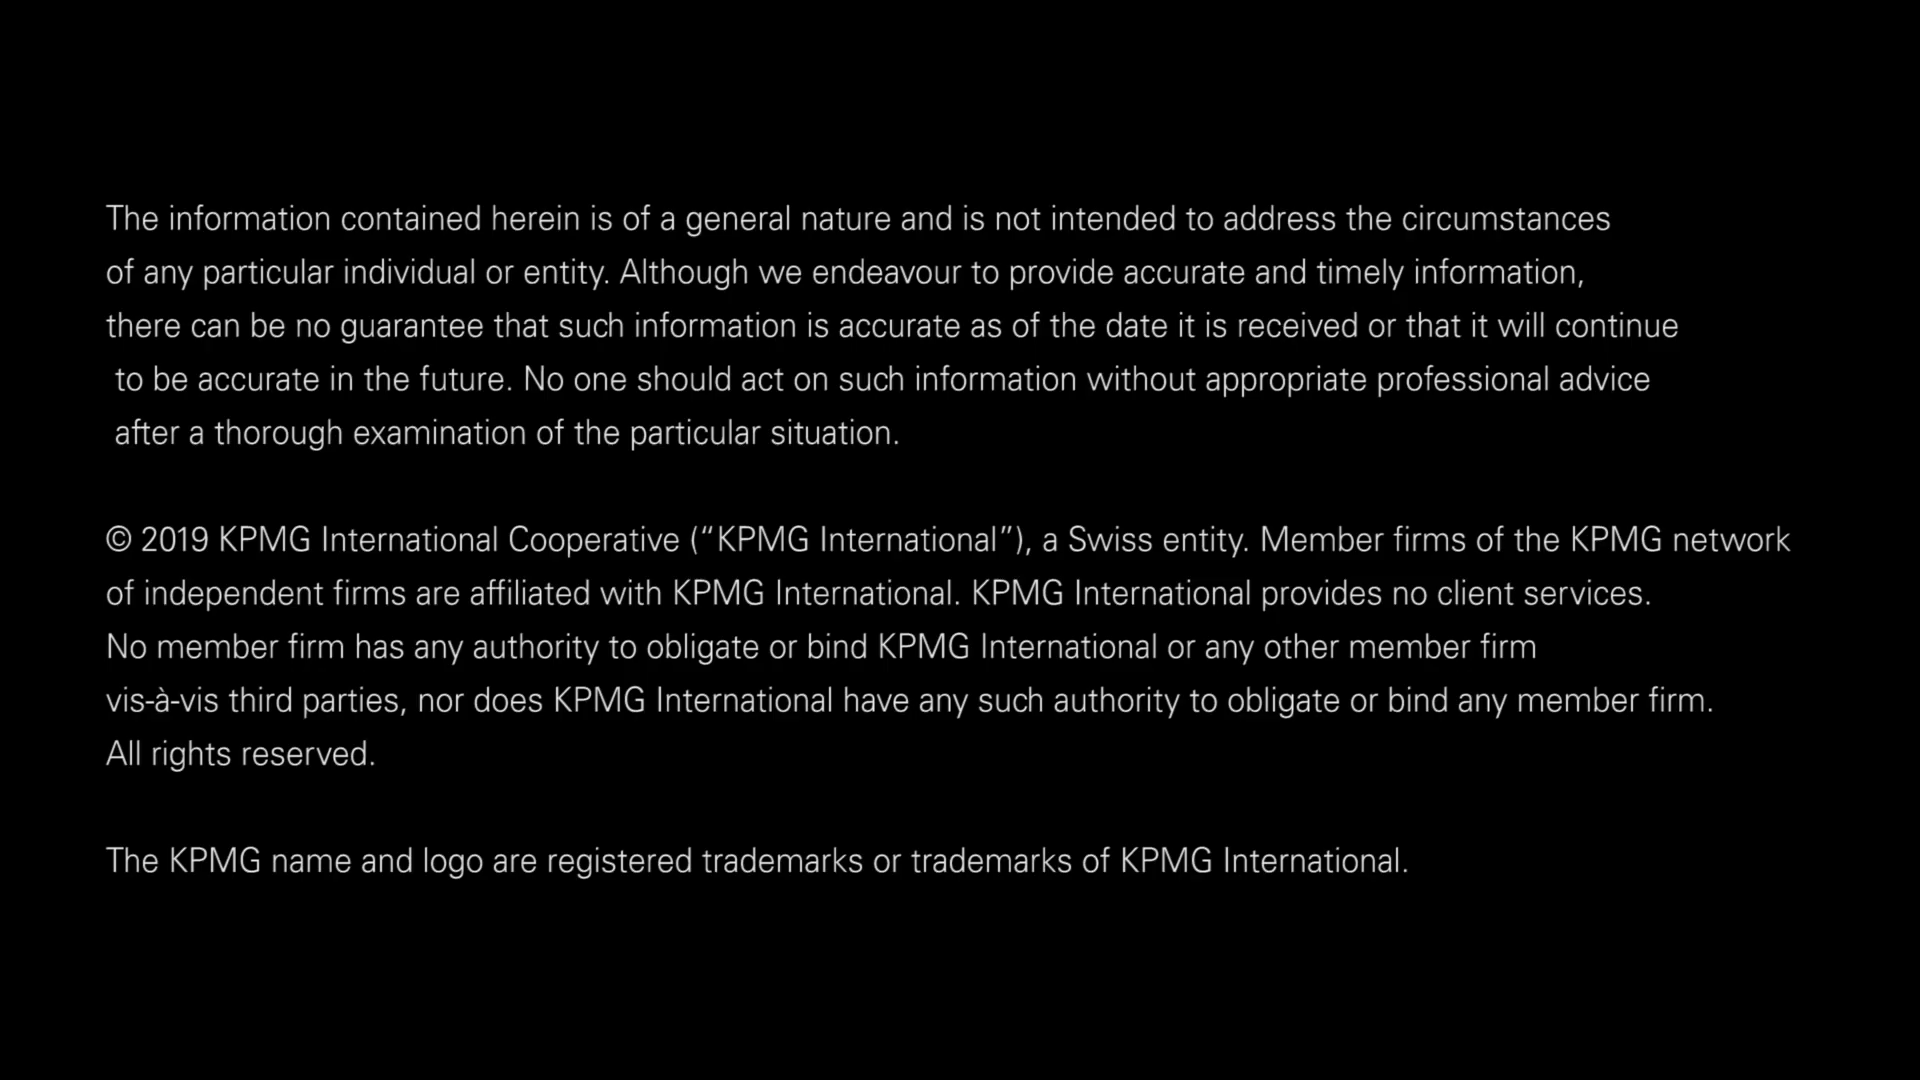 The information contained herein is of a general nature and is not intended to address the circumstances
of any particular individual or entity. Although we endeavour to provide accurate and timely information,
there can be no guarantee that such information is accurate as of the date it is received or that it will continue
to be accurate in the future. No one should act on such information without appropriate professional advice
after a thorough examination of the particular situation.
© 2019 KPMG International Cooperative (“KPMG International”), a Swiss entity. Member firms of the KPMG network
of independent firms are affiliated with KPMG International. KPMG International provides no client services.
No member firm has any authority to obligate or bind KPMG International or any other member firm
vis-à-vis third parties, nor does KPMG International have any such authority to obligate or bind any member firm.
All rights reserved.
The KPMG name and logo are registered trademarks or trademarks of KPMG International.